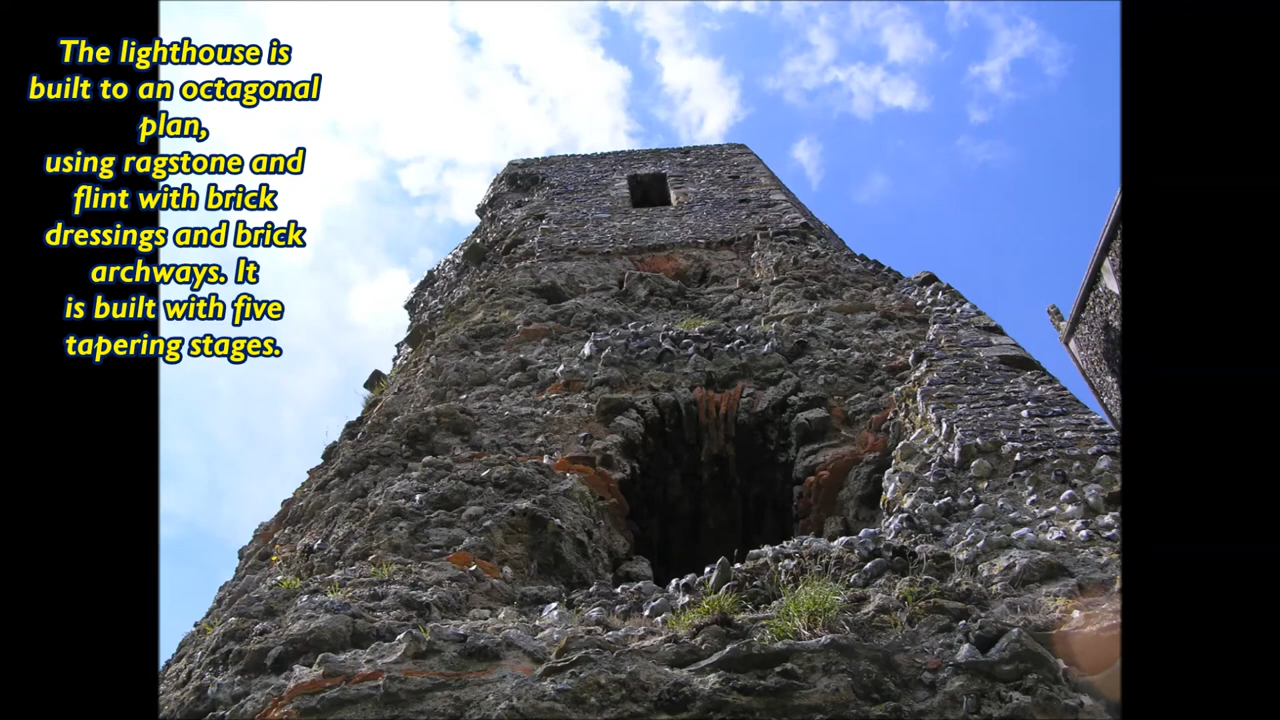 The lighthouse is
built to an octagonal
plan,
using ragstone and
flint with brick
dressings and brick
archways. It
is built with five
tapering stages.